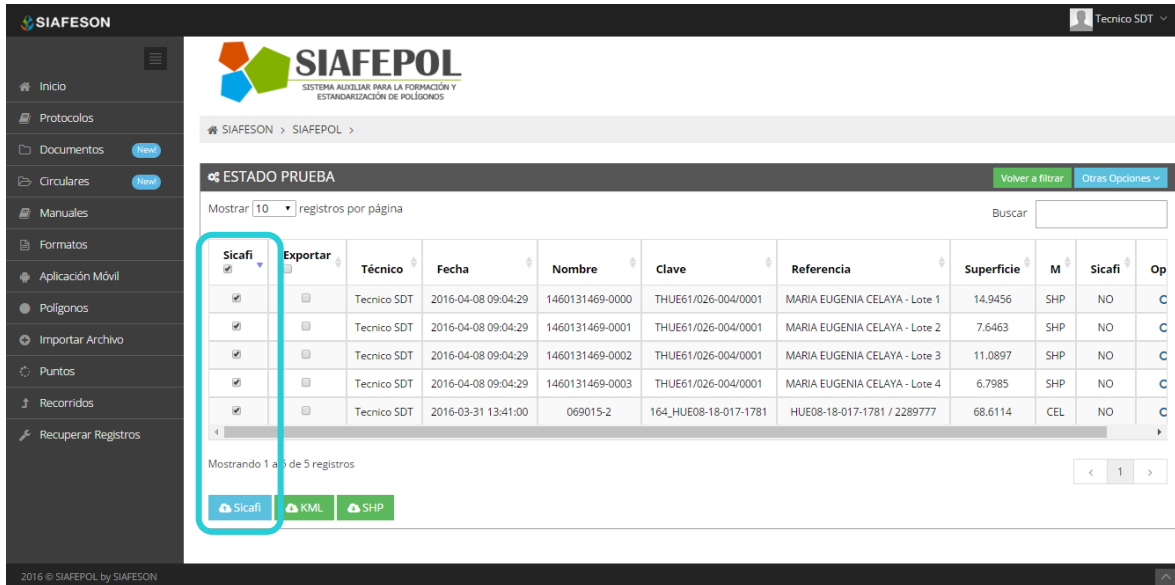 SIAFESON
Tecnico SDT
Inicio
Protocolos
Documentos New!
Circulares New!
Manuales
Formatos
Aplicación Móvil
Polígonos
Importar Archivo
Puntos
Recorridos
Recuperar Registros
SIAFEPOL
SISTEMA AUXILIAR PARA LA FORMACIÓN Y
ESTANDARIZACIÓN DE POLÍGONOS
SIAFESON > SIAFEPOL >
ESTADO PRUEBA Volver a filtrar Otras Opciones
Mostrar 10 registros por página Buscar
Sicafi Exportar Técnico Fecha Nombre Clave Referencia Superficie M Sicafi Op
Tecnico SDT 2016-04-08 09:04:29 1460131469-0000 THUE61/026-004/0001 MARIA EUGENIA CELAYA - Lote 1 14.9456 SHP NO
Tecnico SDT 2016-04-08 09:04:29 1460131469-0001 THUE61/026-004/0001 MARIA EUGENIA CELAYA - Lote 2 7.6463 SHP NO
Tecnico SDT 2016-04-08 09:04:29 1460131469-0002 THUE61/026-004/0001 MARIA EUGENIA CELAYA - Lote 3 11.0897 SHP NO
Tecnico SDT 2016-04-08 09:04:29 1460131469-0003 THUE61/026-004/0001 MARIA EUGENIA CELAYA - Lote 4 6.7985 SHP NO
Tecnico SDT 2016-03-31 13:41:00 069015-2 164_HUE08-18-017-1781 HUE08-18-017-1781 / 2289777 68.6114 CEL NO
Mostrando 1 a de 5 registros
< 1 >
Sicafi KML SHP
2016 © SIAFEPOL by SIAFESON